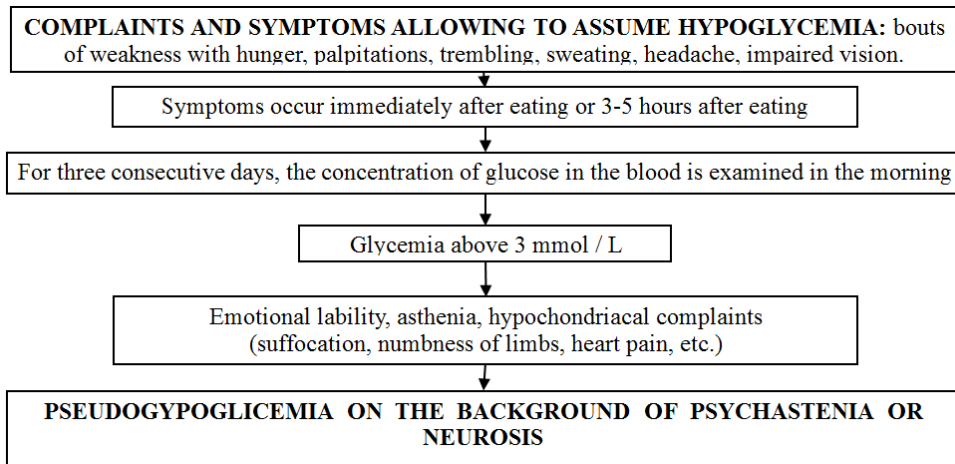 COMPLAINTS AND SYMPTOMS ALLOWING TO ASSUME HYPOGLYCEMIA: bouts
of weakness with hunger, palpitations, trembling, sweating, headache, impaired vision.
Symptoms occur immediately after eating or 3-5 hours after eating
For three consecutive days, the concentration of glucose in the blood is examined in the morning
Glycemia above 3 mmol / L
Emotional lability, asthenia, hypochondriacal complaints
(suffocation, numbness of limbs, heart pain, etc.)
PSEUDOGYPOGLICEMIA ON THE BACKGROUND OF PSYCHASTENIA OR
NEUROSIS